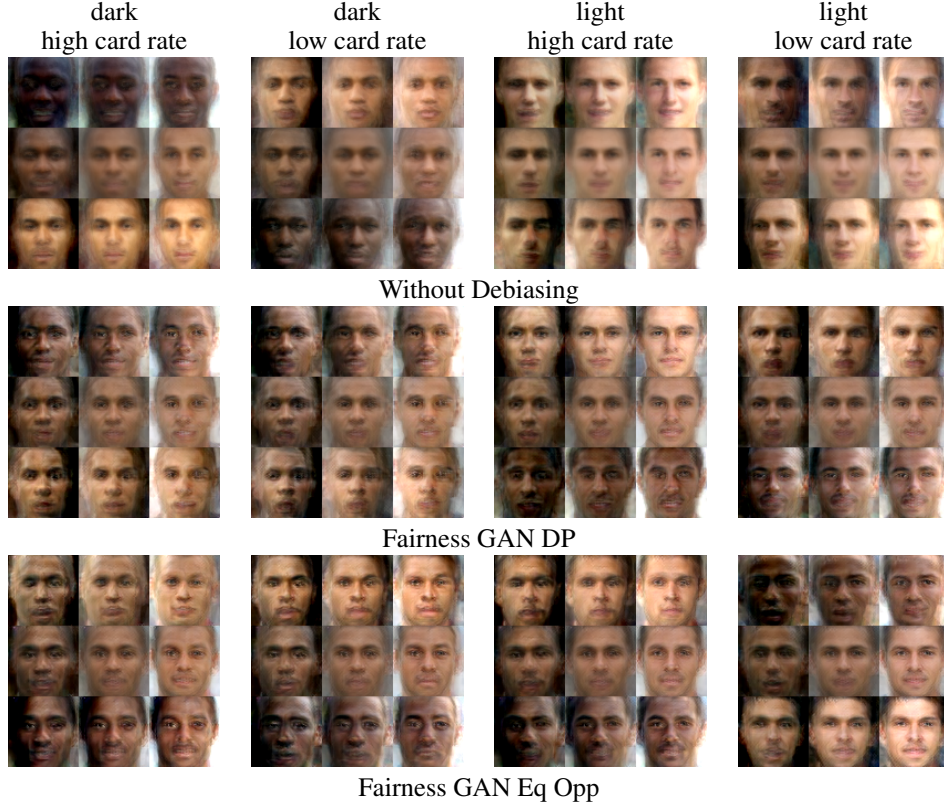 dark
high card rate
dark
low card rate
light
high card rate
light
low card rate
Without Debiasing
Fairness GAN DP
Fairness GAN Eq Opp